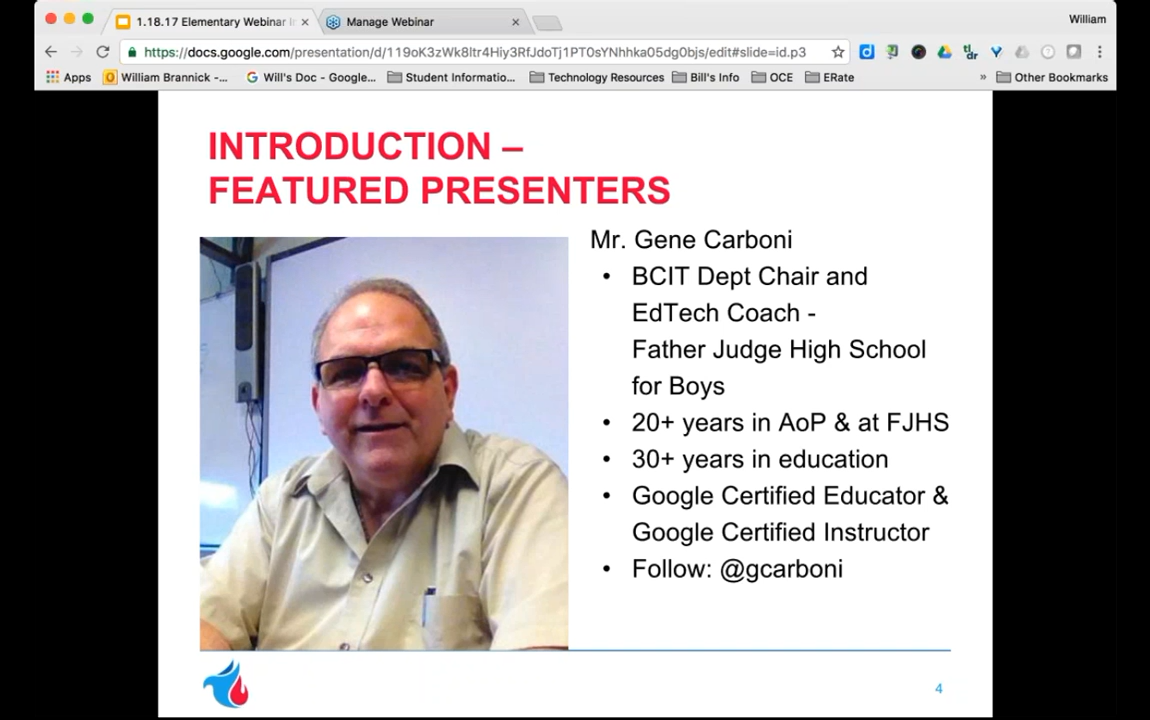 1.18.17 Elementary Webinar
Manage Webinar
William
https://docs.google.com/presentation/d/119oK3zWk8ltr4Hiy3RfJdoTj1PT0sYNhhka05dg0bjs/edit#slide=id.p3
Apps
William Brannick -...
Will's Doc - Google...
Student Informatio...
Technology Resources
Bill's Info
OCE
ERate
»
Other Bookmarks
INTRODUCTION –
FEATURED PRESENTERS
Mr. Gene Carboni
• BCIT Dept Chair and
EdTech Coach -
Father Judge High School
for Boys
• 20+ years in AoP & at FJHS
• 30+ years in education
• Google Certified Educator &
Google Certified Instructor
• Follow: @gcarboni
4